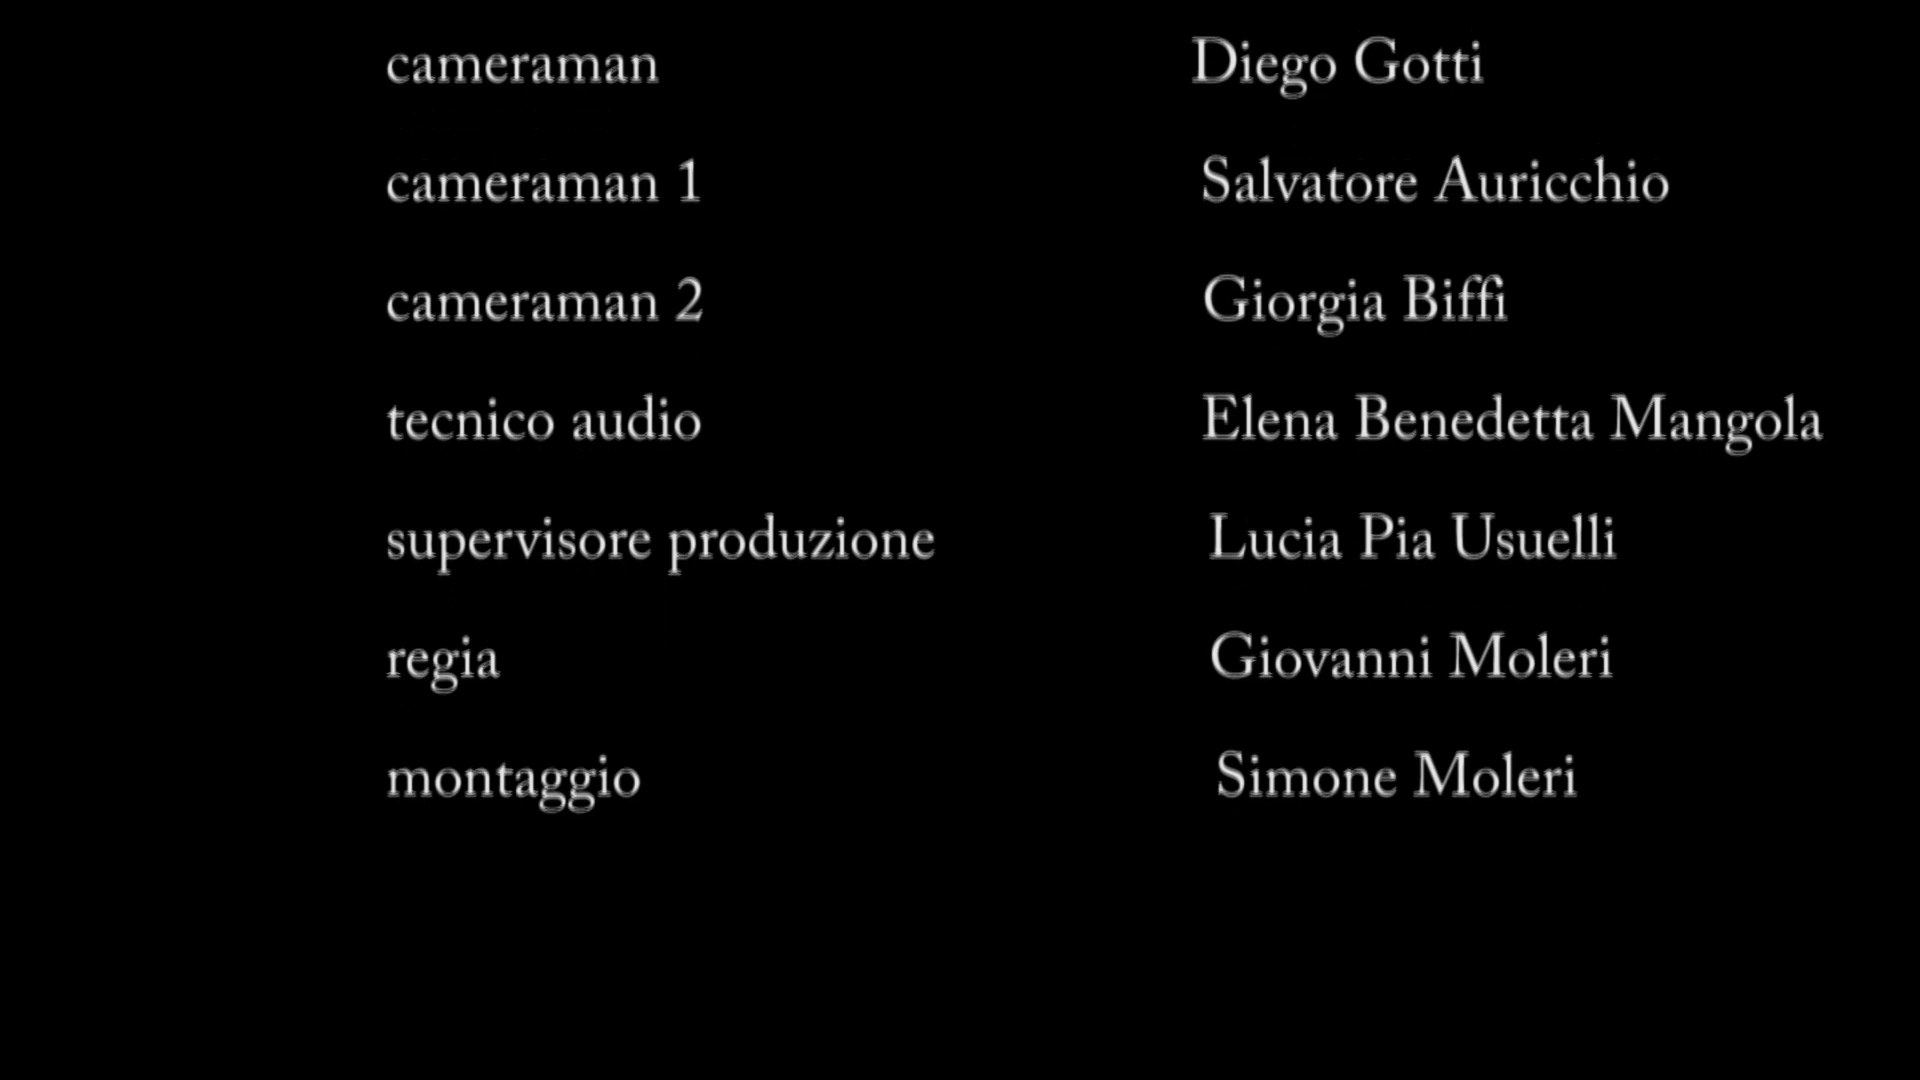 cameraman Diego Gotti
cameraman 1 Salvatore Auricchio
cameraman 2 Giorgia Biffi
tecnico audio Elena Benedetta Mangola
supervisore produzione Lucia Pia Usuelli
regia Giovanni Moleri
montaggio Simone Moleri